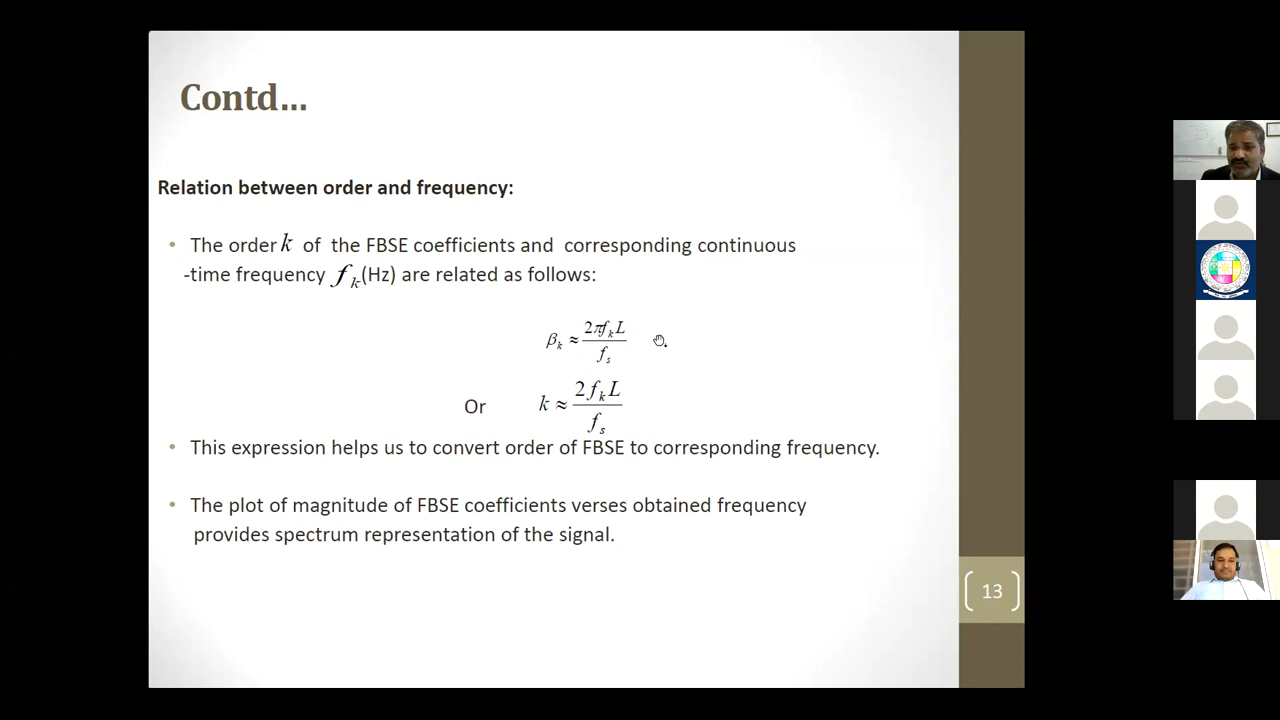 Contd...
Relation between order and frequency:
• The order k of the FBSE coefficients and corresponding continuous
-time frequency f_k (Hz) are related as follows:
β_k ≈ 2πf_k L / f_s
Or k ≈ 2 f_k L / f_s
• This expression helps us to convert order of FBSE to corresponding frequency.
• The plot of magnitude of FBSE coefficients verses obtained frequency
provides spectrum representation of the signal.
13